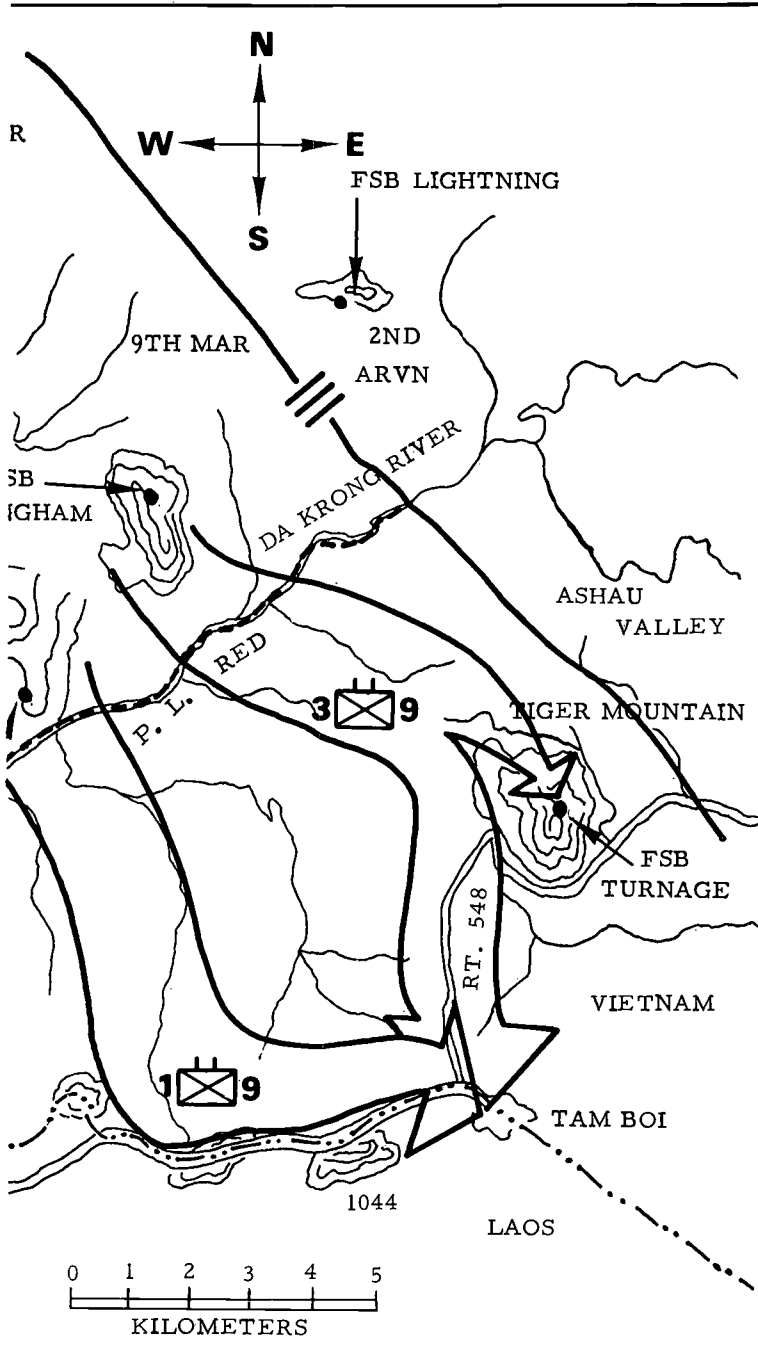 N
R
W E
FSB LIGHTNING
S
9TH MAR
2ND
ARVN
SB
NGHAM
DA KRONG RIVER
ASHAU
VALLEY
P. L. RED
3 9
TIGER MOUNTAIN
FSB
TURNAGE
RT. 548
VIETNAM
1 9
TAM BOI
1044
LAOS
0 1 2 3 4 5
KILOMETERS